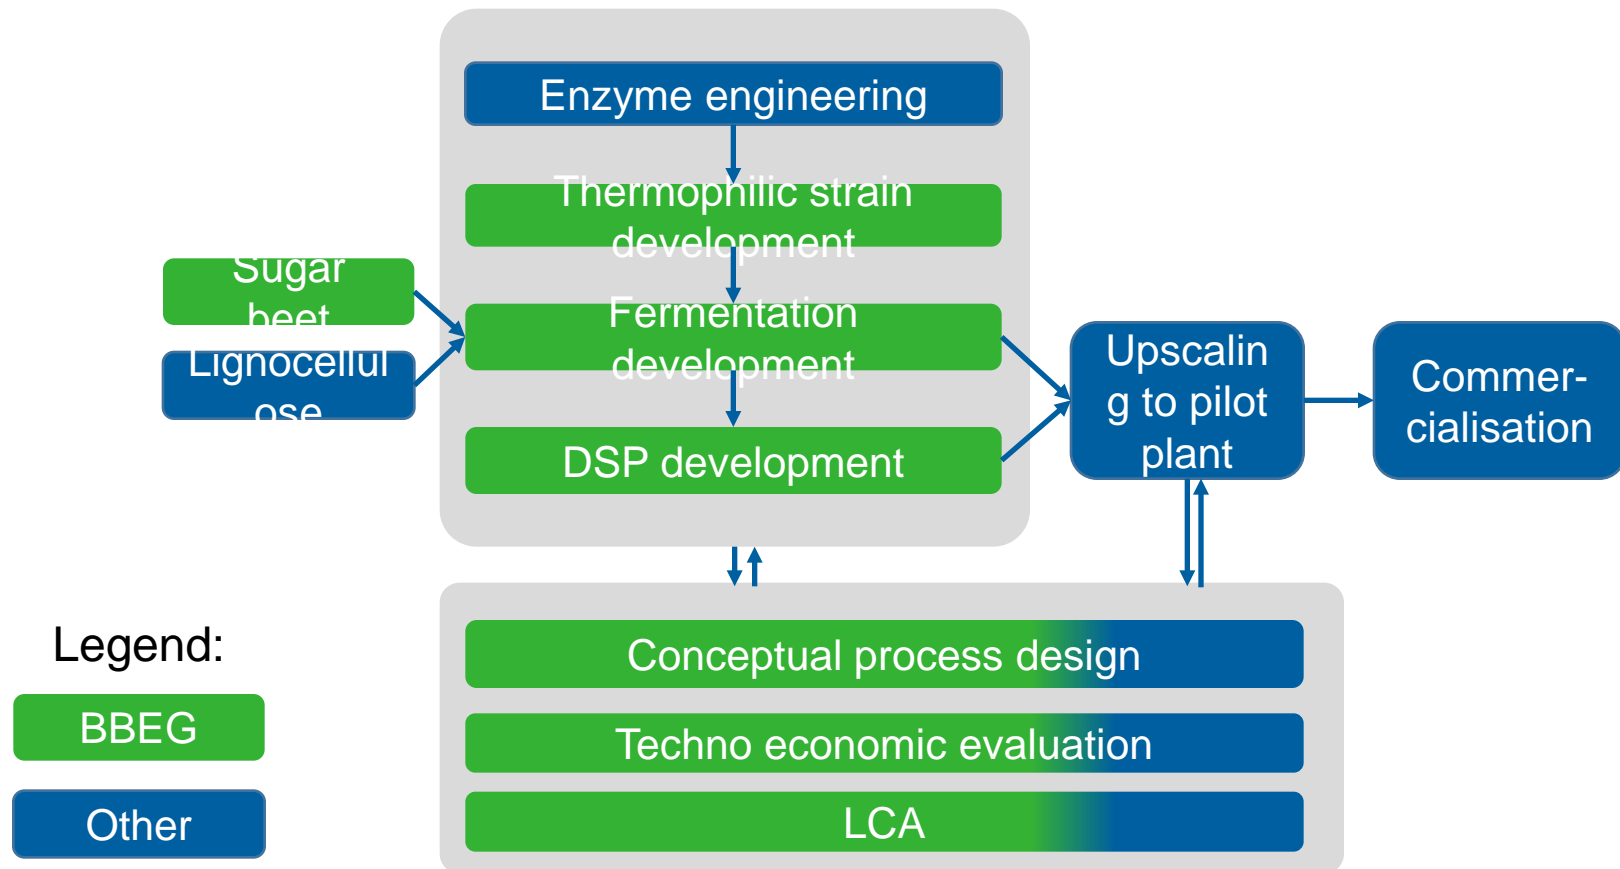 Enzyme engineering
Thermophilic strain
development
Sugar
beet
Lignocellul
ose
Fermentation
development
DSP development
Upscalin
g to pilot
plant
Commer-
cialisation
Legend:
BBEG
Other
Conceptual process design
Techno economic evaluation
LCA